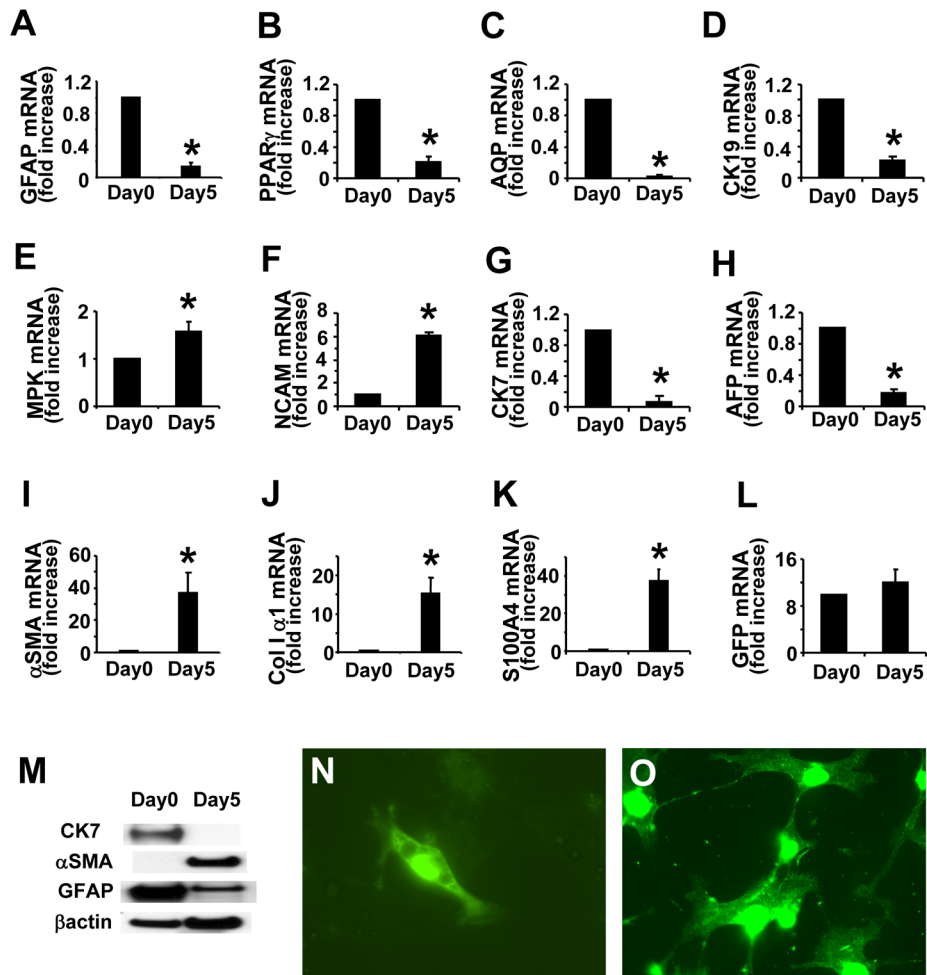 A
GFAP mRNA
(fold increase)
1.2
0.8
0.4
0
*
Day0 Day5
B
PPARγ mRNA
(fold increase)
1.2
0.8
0.4
0
*
Day0 Day5
C
AQP mRNA
(fold increase)
1.2
0.8
0.4
0
*
Day0 Day5
D
CK19 mRNA
(fold increase)
1.2
0.8
0.4
0
*
Day0 Day5
E
MPK mRNA
(fold increase)
2
1
0
*
Day0 Day5
F
NCAM mRNA
(fold increase)
8
6
4
2
0
*
Day0 Day5
G
CK7 mRNA
(fold increase)
1.2
0.8
0.4
0
*
Day0 Day5
H
AFP mRNA
(fold increase)
1.2
0.8
0.4
0
*
Day0 Day5
I
αSMA mRNA
(fold increase)
60
40
20
0
*
Day0 Day5
J
Col I α1 mRNA
(fold increase)
20
10
0
*
Day0 Day5
K
S100A4 mRNA
(fold increase)
40
20
0
*
Day0 Day5
L
GFP mRNA
(fold increase)
16
12
8
4
0
Day0 Day5
M
Day0 Day5
CK7
αSMA
GFAP
βactin
N
O